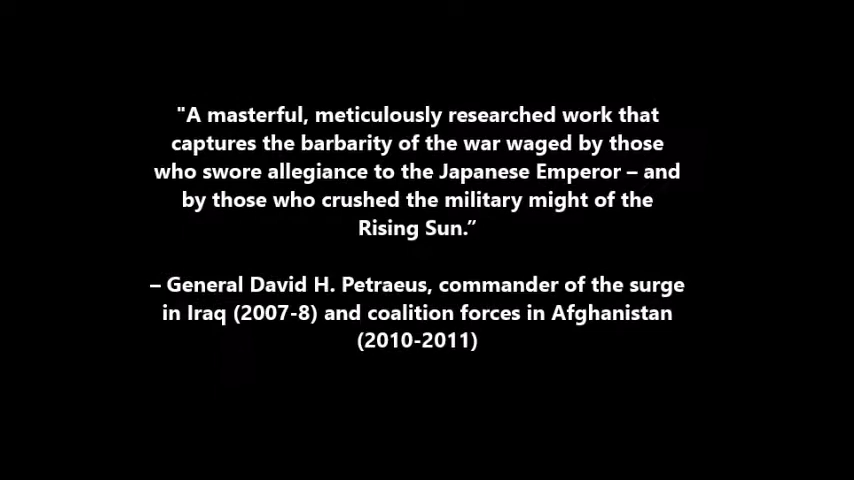 "A masterful, meticulously researched work that
captures the barbarity of the war waged by those
who swore allegiance to the Japanese Emperor – and
by those who crushed the military might of the
Rising Sun.”
– General David H. Petraeus, commander of the surge
in Iraq (2007-8) and coalition forces in Afghanistan
(2010-2011)